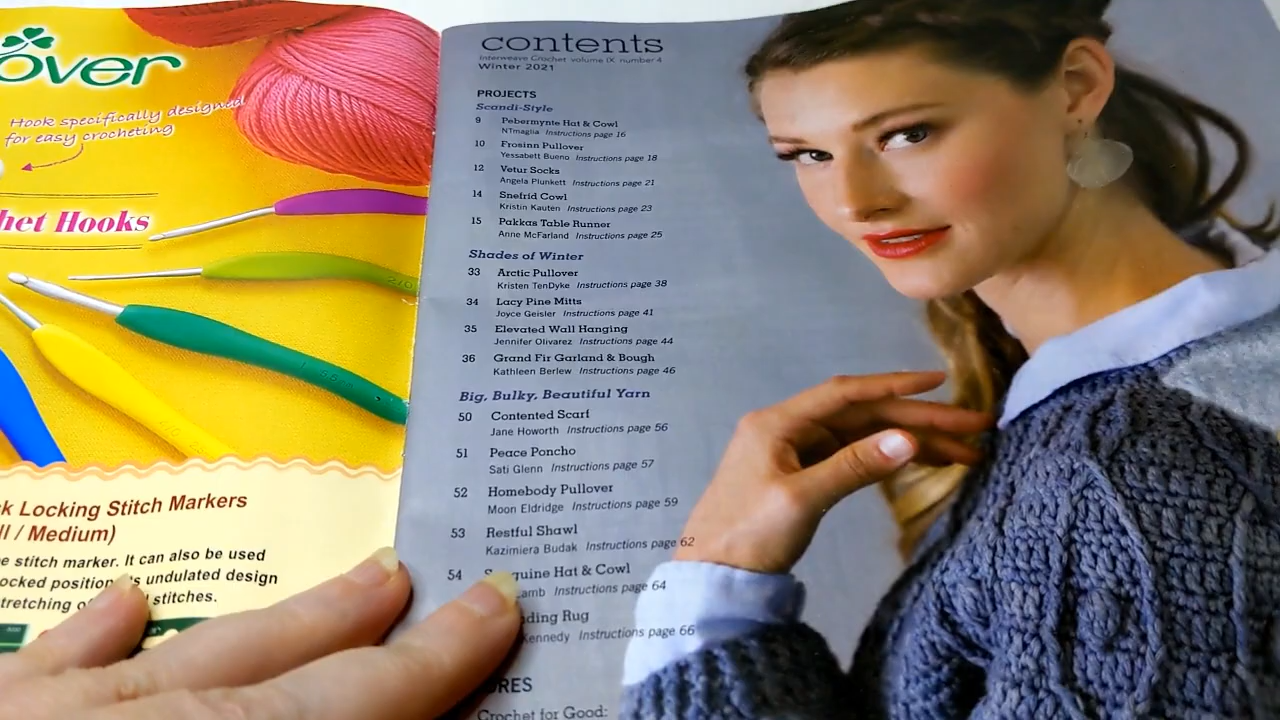 over
Hook specifically designed
for easy crocheting
het Hooks
k Locking Stitch Markers
ll / Medium)
e stitch marker. It can also be used
ocked position undulated design
tretching o stitches.
contents
Interweave Crochet volume IX number 4
Winter 2021
PROJECTS
Scandi-Style
9 Pebermynte Hat & Cowl
NTmaglia Instructions page 16
10 Frosinn Pullover
Yessabett Bueno Instructions page 18
12 Vetur Socks
Angela Plunkett Instructions page 21
14 Snefrid Cowl
Kristin Kauten Instructions page 23
15 Pakkas Table Runner
Anne McFarland Instructions page 25
Shades of Winter
33 Arctic Pullover
Kristen TenDyke Instructions page 38
34 Lacy Pine Mitts
Joyce Geisler Instructions page 41
35 Elevated Wall Hanging
Jennifer Olivarez Instructions page 44
36 Grand Fir Garland & Bough
Kathleen Berlew Instructions page 46
Big, Bulky, Beautiful Yarn
50 Contented Scarf
Jane Howorth Instructions page 56
51 Peace Poncho
Sati Glenn Instructions page 57
52 Homebody Pullover
Moon Eldridge Instructions page 59
53 Restful Shawl
Kazimiera Budak Instructions page 62
54 S guine Hat & Cowl
amb Instructions page 64
ding Rug
Kennedy Instructions page 66
RES
Crochet for Good: